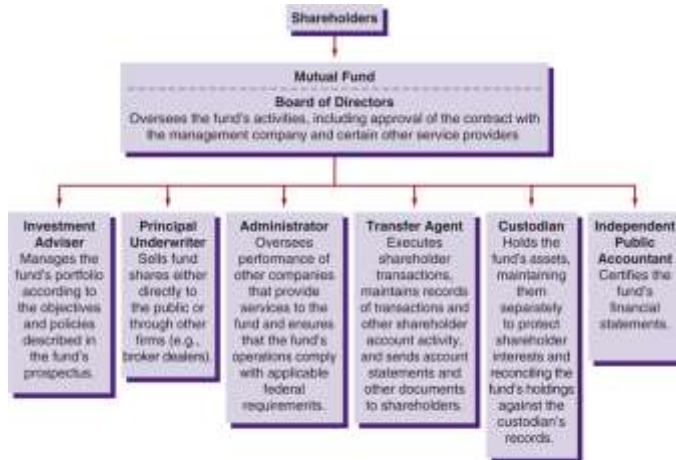 Shareholders
Mutual Fund
Board of Directors
Oversees the fund's activities, including approval of the contract with
the management company and certain other service providers
Investment
Adviser
Manages the
fund's portfolio
according to
the objectives
and policies
described in
the fund's
prospectus.
Principal
Underwriter
Sells fund
shares either
directly to
the public or
through other
firms (e.g.,
broker dealers).
Administrator
Oversees
performance of
other companies
that provide
services to the
fund and ensures
that the fund's
operations comply
with applicable
federal
requirements.
Transfer Agent
Executes
shareholder
transactions,
maintains records
of transactions and
other shareholder
account activity,
and sends account
statements and
other documents
to shareholders.
Custodian
Holds the
fund's assets,
maintaining
them
separately
to protect
shareholder
interests and
reconciling the
fund's holdings
against the
custodian's
records.
Independent
Public
Accountant
Certifies the
fund's
financial
statements.